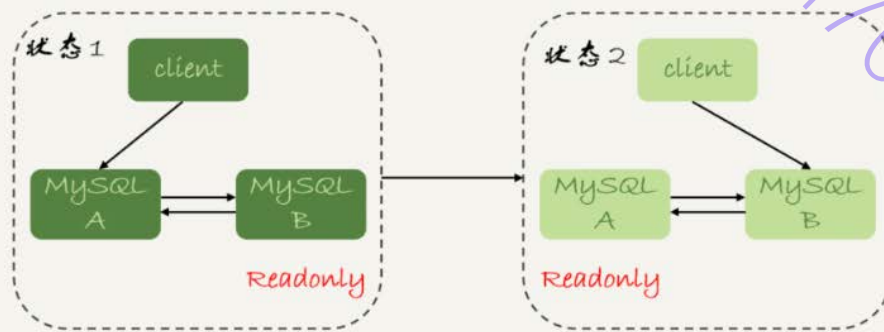 状态1
client
MySQL
A
MySQL
B
Readonly
状态2
client
MySQL
A
MySQL
B
Readonly